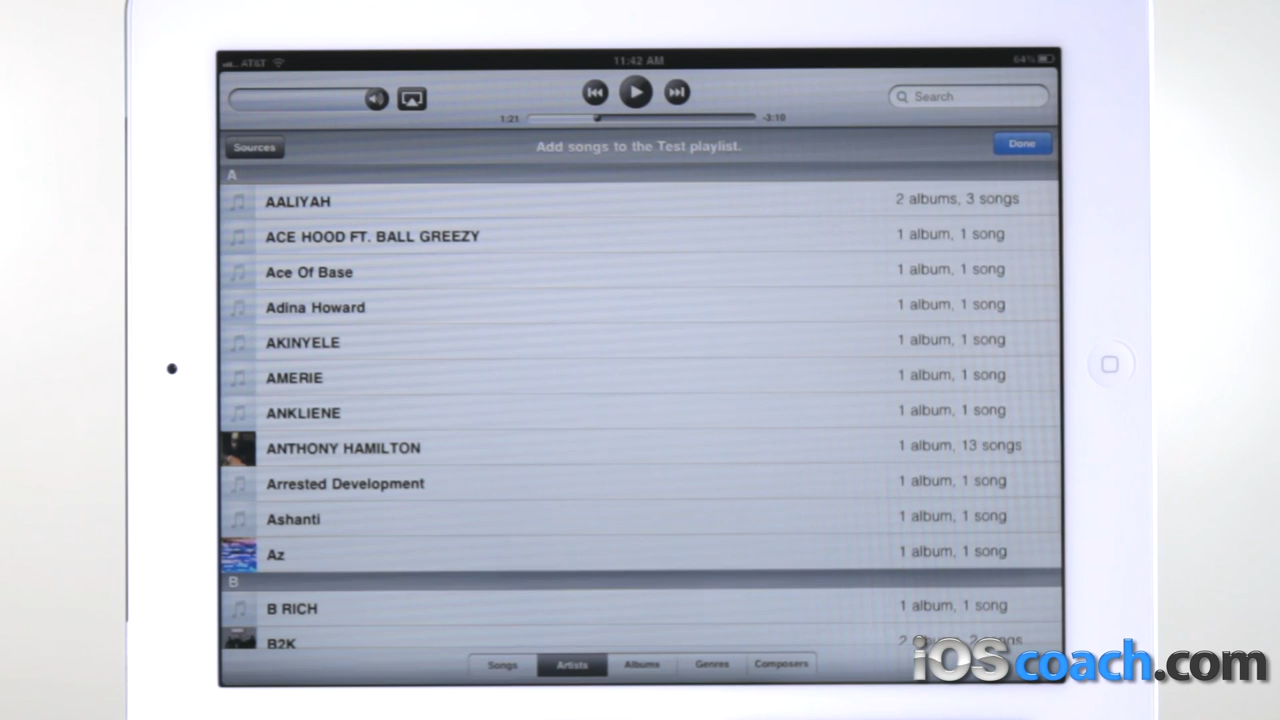 AT&T 11:42 AM 64%
Search
1:21 -3:10
Sources Add songs to the Test playlist. Done
A
AALIYAH 2 albums, 3 songs
ACE HOOD FT. BALL GREEZY 1 album, 1 song
Ace Of Base 1 album, 1 song
Adina Howard 1 album, 1 song
AKINYELE 1 album, 1 song
AMERIE 1 album, 1 song
ANKLIENE 1 album, 1 song
ANTHONY HAMILTON 1 album, 13 songs
Arrested Development 1 album, 1 song
Ashanti 1 album, 1 song
Az 1 album, 1 song
B
B RICH 1 album, 1 song
B2K
Songs Artists Albums Genres Composers
iOScoach.com